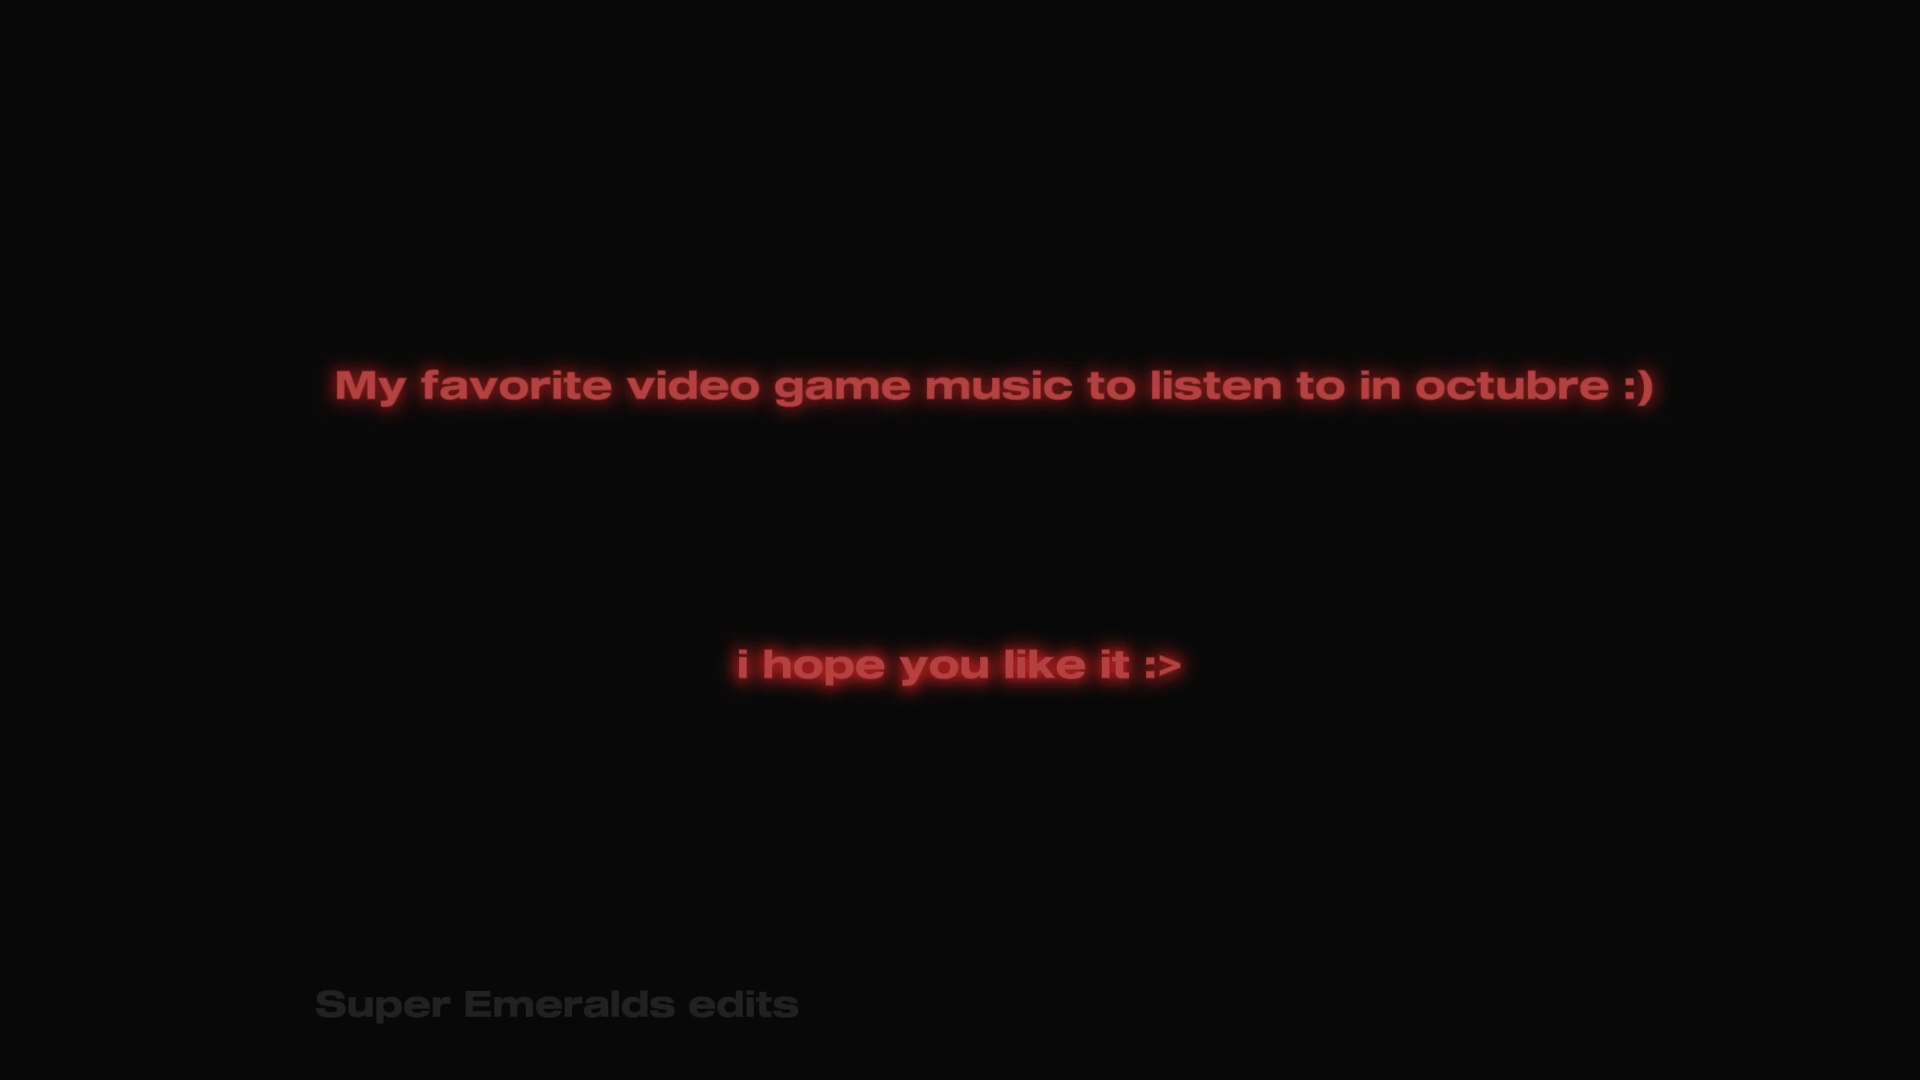 My favorite video game music to listen to in octubre :)
i hope you like it :>
Super Emeralds edits